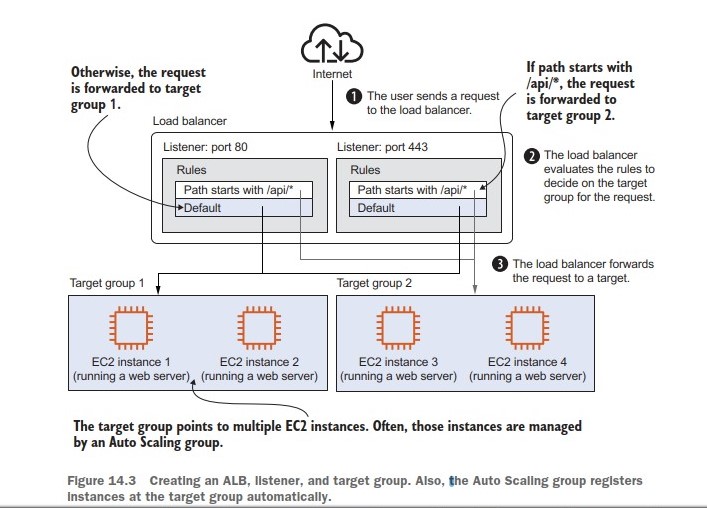 Internet
Otherwise, the request
is forwarded to target
group 1.
1 The user sends a request
to the load balancer.
If path starts with
/api/*, the request
is forwarded to
target group 2.
Load balancer
Listener: port 80
Rules
Path starts with /api/*
Default
Listener: port 443
Rules
Path starts with /api/*
Default
2 The load balancer
evaluates the rules to
decide on the target
group for the request.
3 The load balancer forwards
the request to a target.
Target group 1
EC2 instance 1
(running a web server)
EC2 instance 2
(running a web server)
Target group 2
EC2 instance 3
(running a web server)
EC2 instance 4
(running a web server)
The target group points to multiple EC2 instances. Often, those instances are managed
by an Auto Scaling group.
Figure 14.3 Creating an ALB, listener, and target group. Also, the Auto Scaling group registers
instances at the target group automatically.